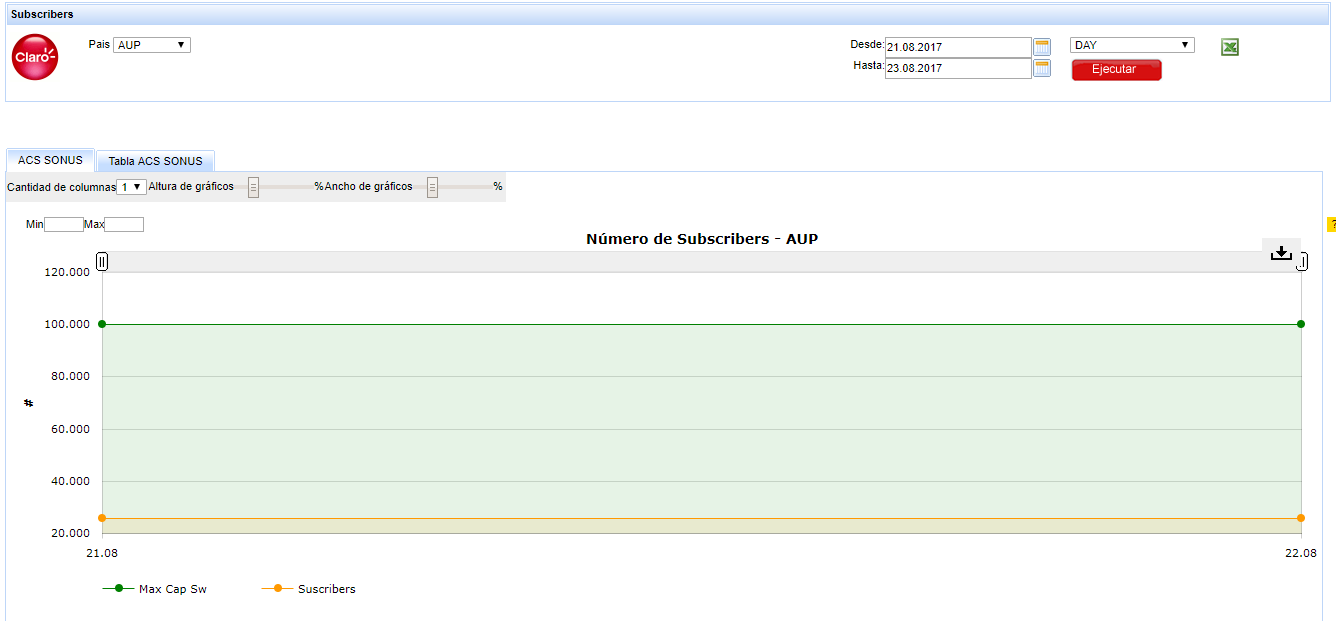 Subscribers
Claro
Pais AUP
Desde: 21.08.2017 DAY
Hasta: 23.08.2017 Ejecutar
ACS SONUS Tabla ACS SONUS
Cantidad de columnas 1 Altura de gráficos % Ancho de gráficos %
Min Max
?
Número de Subscribers - AUP
120.000
100.000
80.000
#
60.000
40.000
20.000
21.08 22.08
Max Cap Sw Suscribers